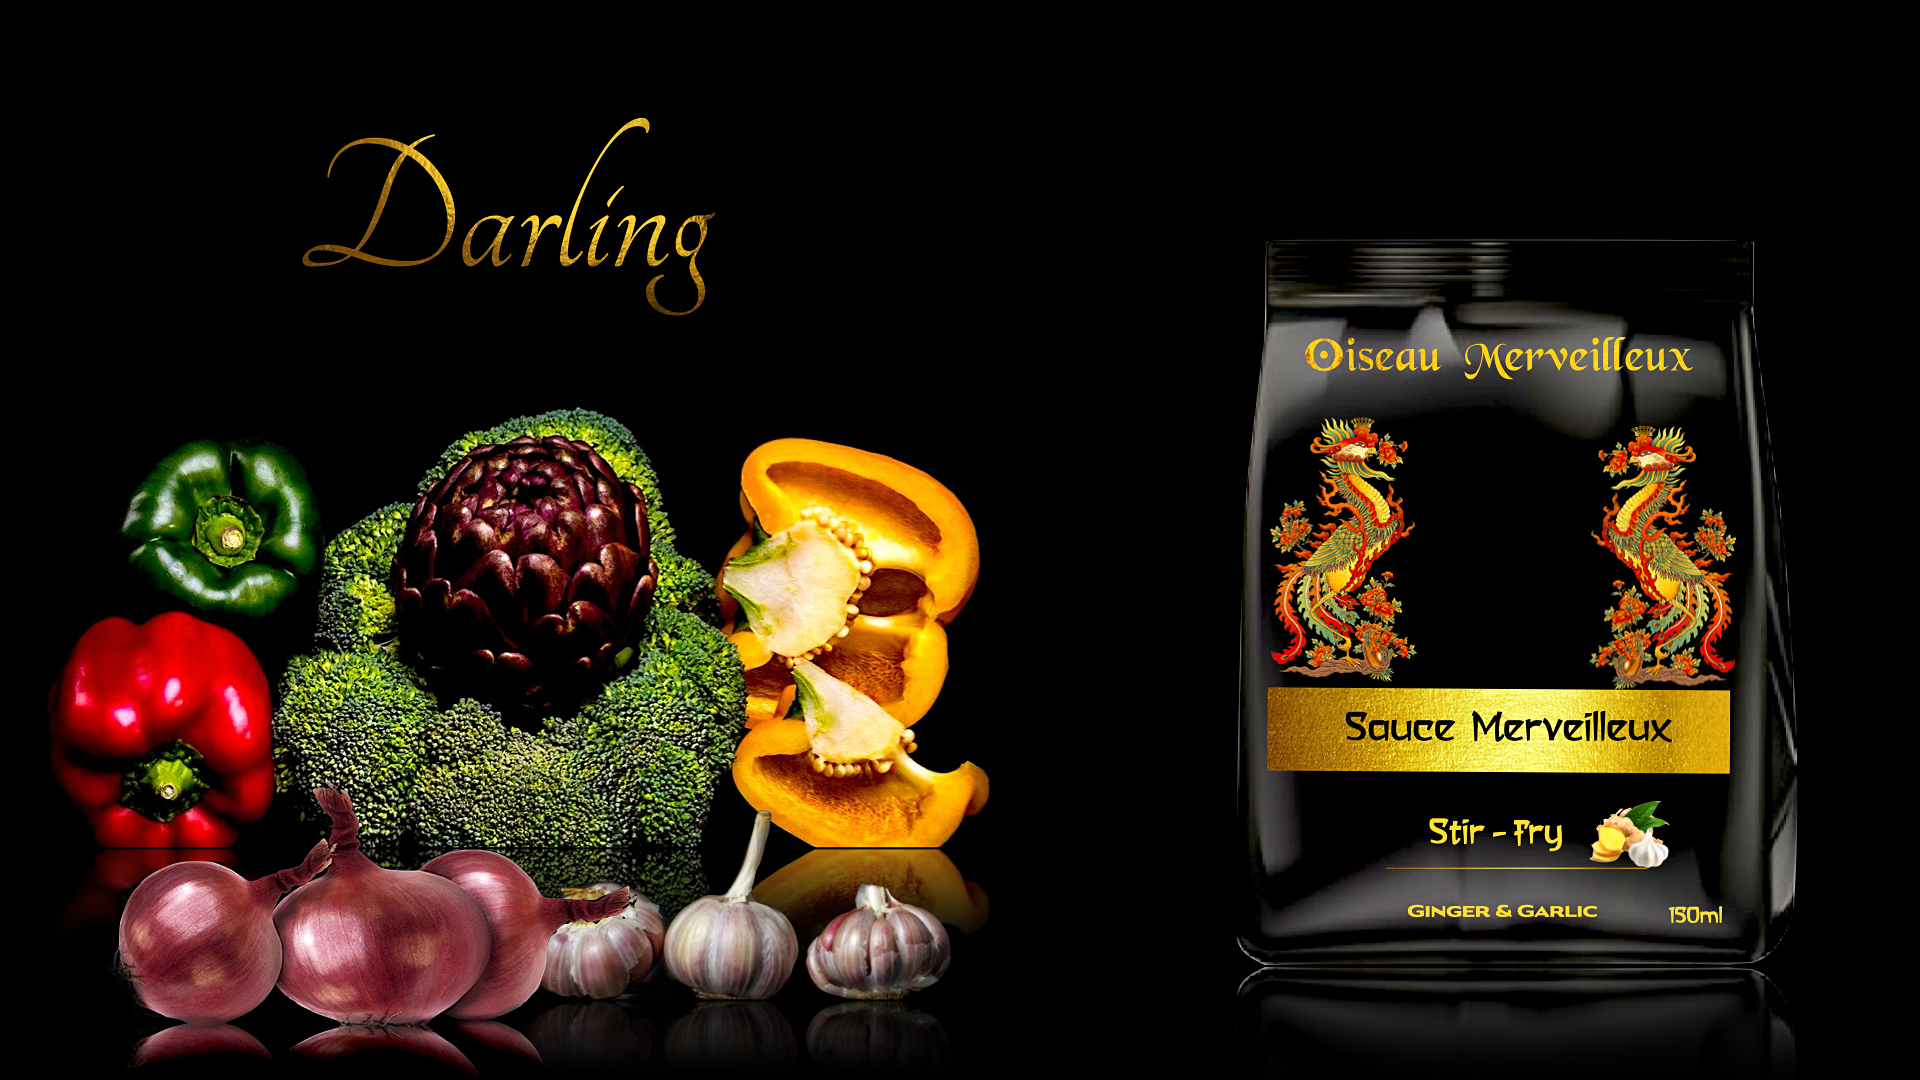 Darling
Oiseau Merveilleux
Sauce Merveilleux
Stir - Fry
GINGER & GARLIC
150ml